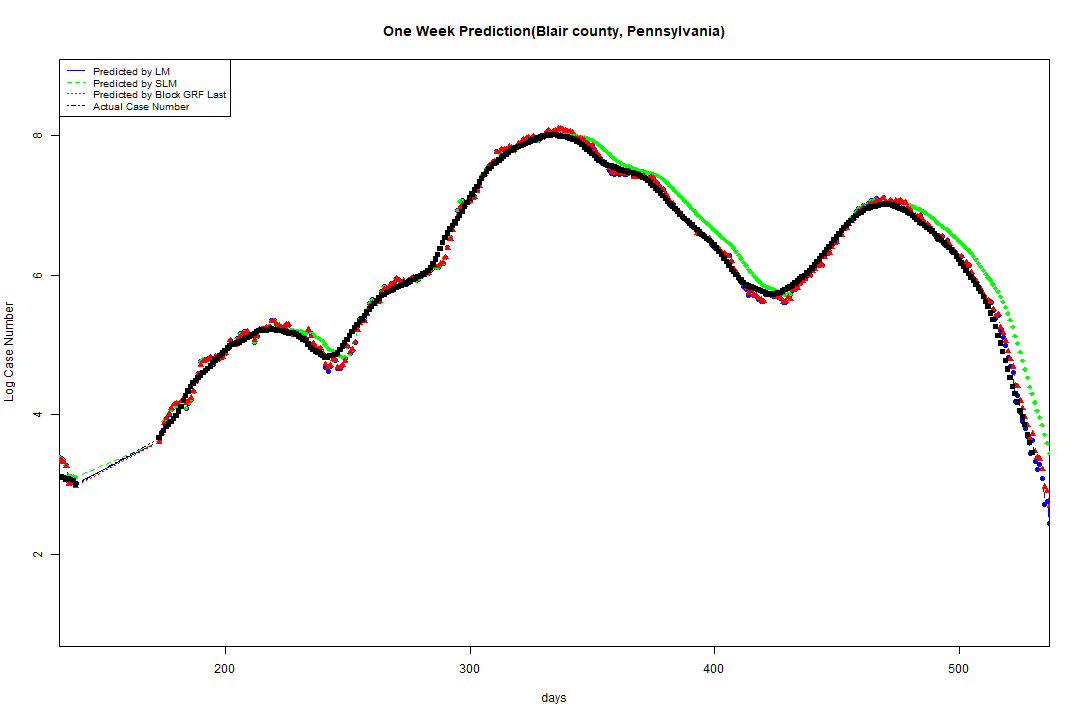 One Week Prediction(Blair county, Pennsylvania)
Predicted by LM
Predicted by SLM
Predicted by Block GRF Last
Actual Case Number
8
6
4
2
Log Case Number
200 300 400 500
days